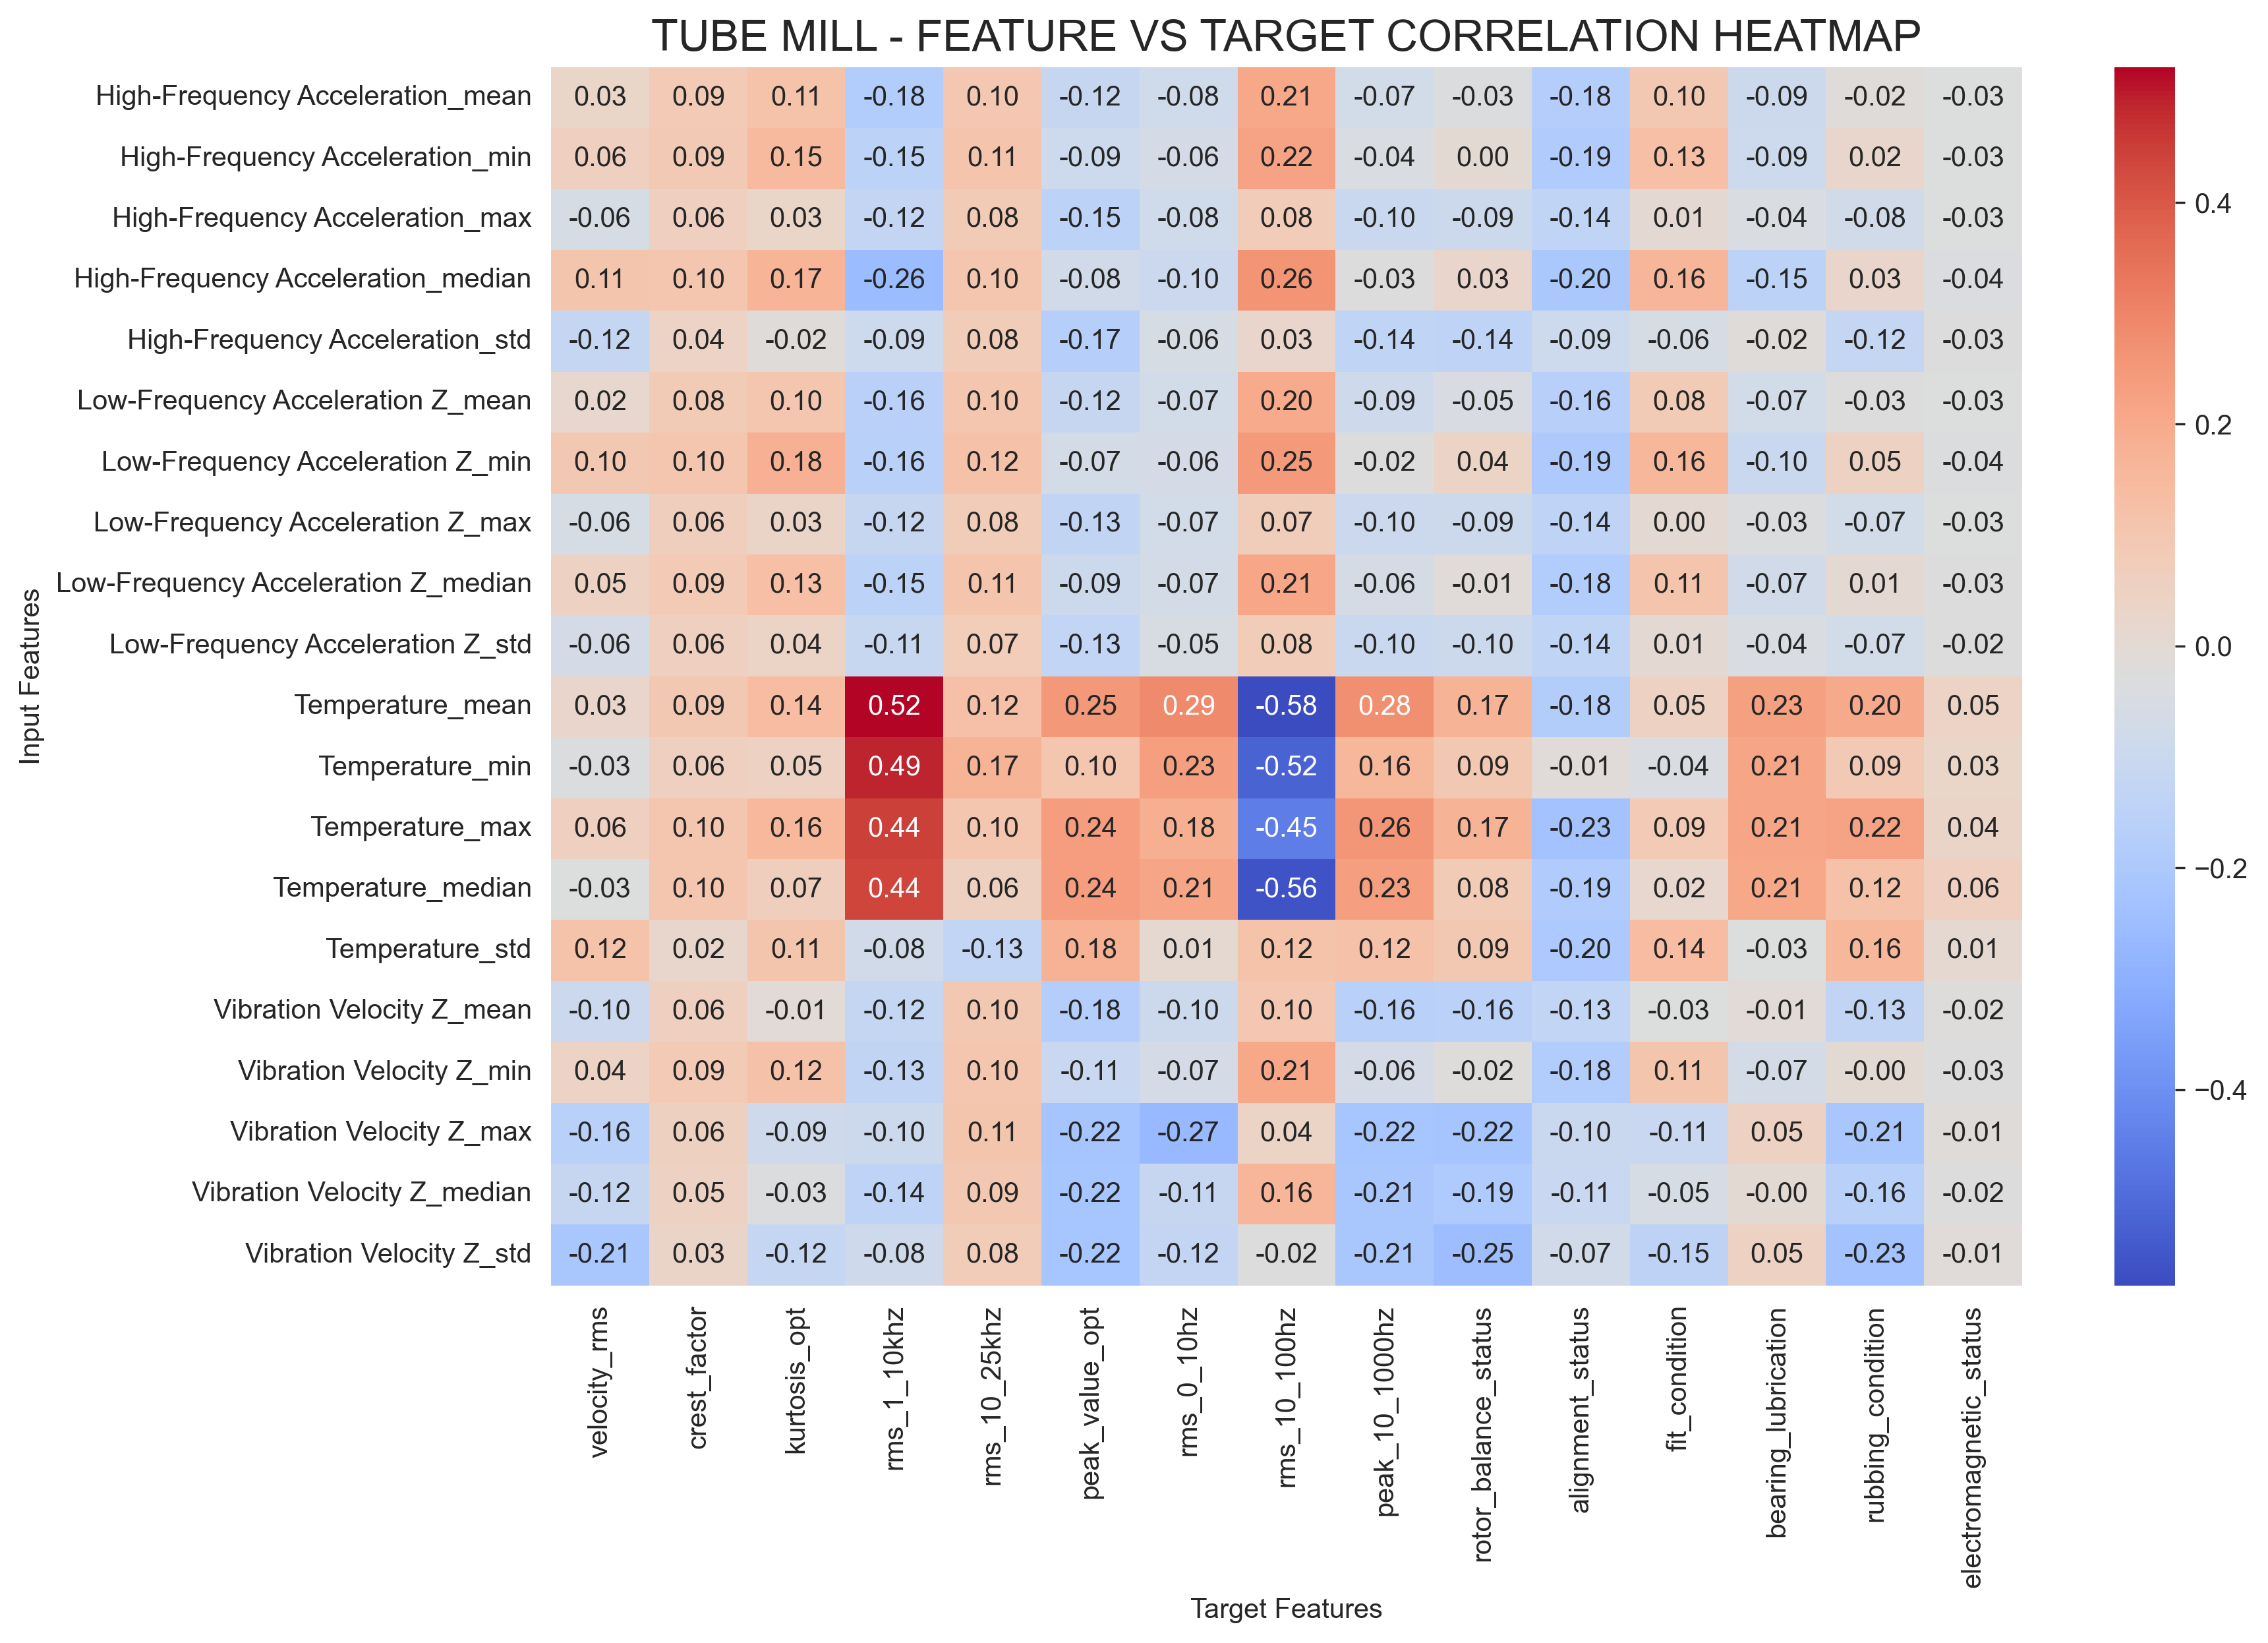 TUBE MILL - FEATURE VS TARGET CORRELATION HEATMAP
High-Frequency Acceleration_mean 0.03 0.09 0.11 -0.18 0.10 -0.12 -0.08 0.21 -0.07 -0.03 -0.18 0.10 -0.09 -0.02 -0.03
High-Frequency Acceleration_min 0.06 0.09 0.15 -0.15 0.11 -0.09 -0.06 0.22 -0.04 0.00 -0.19 0.13 -0.09 0.02 -0.03
High-Frequency Acceleration_max -0.06 0.06 0.03 -0.12 0.08 -0.15 -0.08 0.08 -0.10 -0.09 -0.14 0.01 -0.04 -0.08 -0.03
0.4
High-Frequency Acceleration_median 0.11 0.10 0.17 -0.26 0.10 -0.08 -0.10 0.26 -0.03 0.03 -0.20 0.16 -0.15 0.03 -0.04
High-Frequency Acceleration_std -0.12 0.04 -0.02 -0.09 0.08 -0.17 -0.06 0.03 -0.14 -0.14 -0.09 -0.06 -0.02 -0.12 -0.03
Low-Frequency Acceleration Z_mean 0.02 0.08 0.10 -0.16 0.10 -0.12 -0.07 0.20 -0.09 -0.05 -0.16 0.08 -0.07 -0.03 -0.03
0.2
Low-Frequency Acceleration Z_min 0.10 0.10 0.18 -0.16 0.12 -0.07 -0.06 0.25 -0.02 0.04 -0.19 0.16 -0.10 0.05 -0.04
Low-Frequency Acceleration Z_max -0.06 0.06 0.03 -0.12 0.08 -0.13 -0.07 0.07 -0.10 -0.09 -0.14 0.00 -0.03 -0.07 -0.03
Low-Frequency Acceleration Z_median 0.05 0.09 0.13 -0.15 0.11 -0.09 -0.07 0.21 -0.06 -0.01 -0.18 0.11 -0.07 0.01 -0.03
Low-Frequency Acceleration Z_std -0.06 0.06 0.04 -0.11 0.07 -0.13 -0.05 0.08 -0.10 -0.10 -0.14 0.01 -0.04 -0.07 -0.02
0.0
Input Features
Temperature_mean 0.03 0.09 0.14 0.52 0.12 0.25 0.29 -0.58 0.28 0.17 -0.18 0.05 0.23 0.20 0.05
Temperature_min -0.03 0.06 0.05 0.49 0.17 0.10 0.23 -0.52 0.16 0.09 -0.01 -0.04 0.21 0.09 0.03
Temperature_max 0.06 0.10 0.16 0.44 0.10 0.24 0.18 -0.45 0.26 0.17 -0.23 0.09 0.21 0.22 0.04
−0.2
Temperature_median -0.03 0.10 0.07 0.44 0.06 0.24 0.21 -0.56 0.23 0.08 -0.19 0.02 0.21 0.12 0.06
Temperature_std 0.12 0.02 0.11 -0.08 -0.13 0.18 0.01 0.12 0.12 0.09 -0.20 0.14 -0.03 0.16 0.01
Vibration Velocity Z_mean -0.10 0.06 -0.01 -0.12 0.10 -0.18 -0.10 0.10 -0.16 -0.16 -0.13 -0.03 -0.01 -0.13 -0.02
Vibration Velocity Z_min 0.04 0.09 0.12 -0.13 0.10 -0.11 -0.07 0.21 -0.06 -0.02 -0.18 0.11 -0.07 -0.00 -0.03
−0.4
Vibration Velocity Z_max -0.16 0.06 -0.09 -0.10 0.11 -0.22 -0.27 0.04 -0.22 -0.22 -0.10 -0.11 0.05 -0.21 -0.01
Vibration Velocity Z_median -0.12 0.05 -0.03 -0.14 0.09 -0.22 -0.11 0.16 -0.21 -0.19 -0.11 -0.05 -0.00 -0.16 -0.02
Vibration Velocity Z_std -0.21 0.03 -0.12 -0.08 0.08 -0.22 -0.12 -0.02 -0.21 -0.25 -0.07 -0.15 0.05 -0.23 -0.01
velocity_rms
crest_factor
kurtosis_opt
rms_1_10khz
rms_10_25khz
peak_value_opt
rms_0_10hz
rms_10_100hz
peak_10_1000hz
rotor_balance_status
alignment_status
fit_condition
bearing_lubrication
rubbing_condition
electromagnetic_status
Target Features